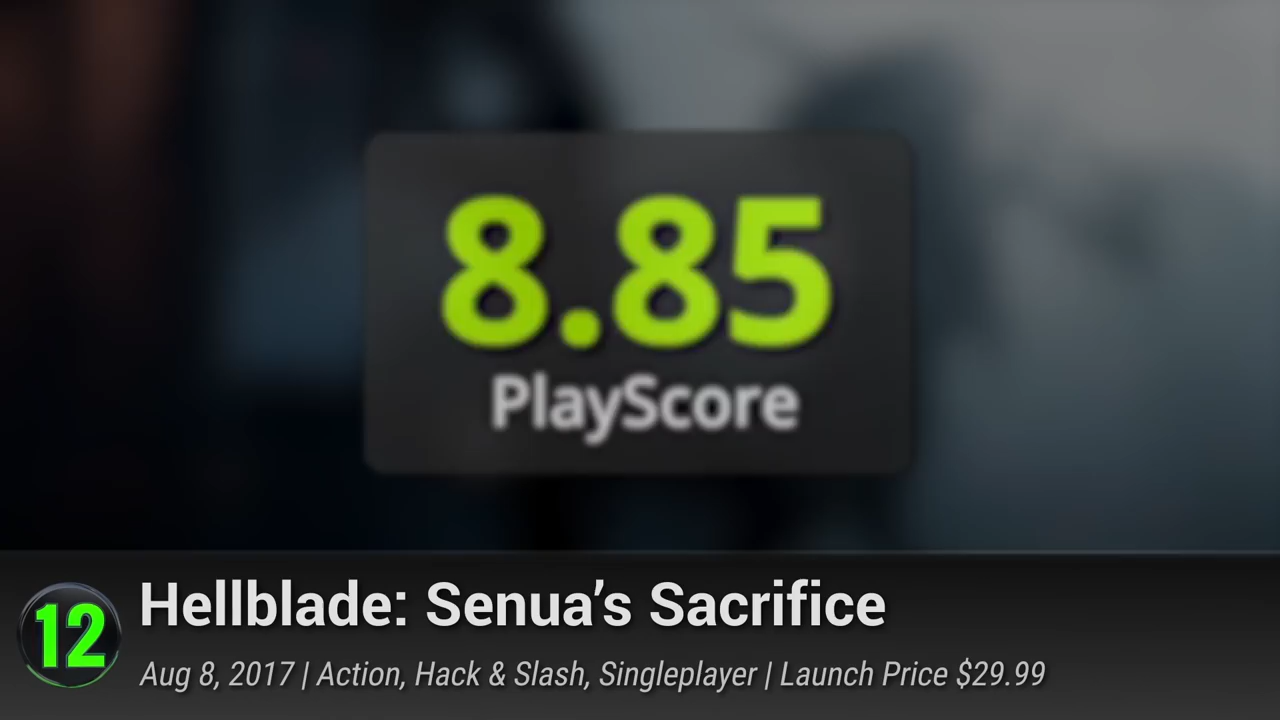 8.85
PlayScore
12
Hellblade: Senua’s Sacrifice
Aug 8, 2017 | Action, Hack & Slash, Singleplayer | Launch Price $29.99